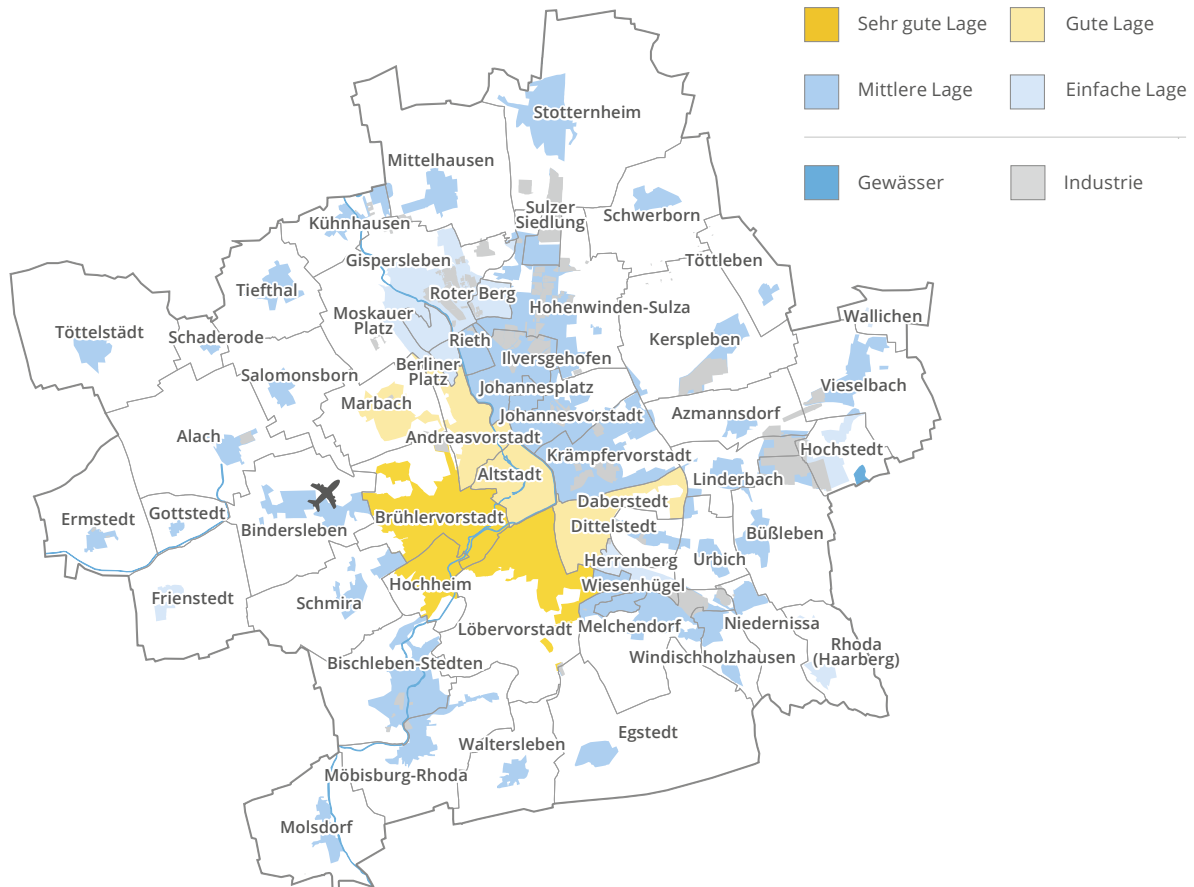 Sehr gute Lage
Gute Lage
Mittlere Lage
Einfache Lage
Gewässer
Industrie
Stotternheim
Mittelhausen
Sulzer
Siedlung
Schwerborn
Kühnhausen
Gispersleben
Töttleben
Tiefthal
Roter Berg
Hohenwinden-Sulza
Moskauer
Platz
Wallichen
Töttelstädt
Schaderode
Rieth
Kerspleben
Ilversgehofen
Berliner
Platz
Salomonsborn
Johannesplatz
Vieselbach
Marbach
Johannesvorstadt
Azmannsdorf
Alach
Andreasvorstadt
Hochstedt
Krämpfervorstadt
Altstadt
Linderbach
Daberstedt
Ermstedt
Gottstedt
Brühlervorstadt
Bindersleben
Dittelstedt
Büßleben
Herrenberg
Urbich
Hochheim
Wiesenhügel
Frienstedt
Schmira
Löbervorstadt
Melchendorf
Niedernissa
Rhoda
(Haarberg)
Windischholzhausen
Bischleben-Stedten
Egstedt
Waltersleben
Möbisburg-Rhoda
Molsdorf